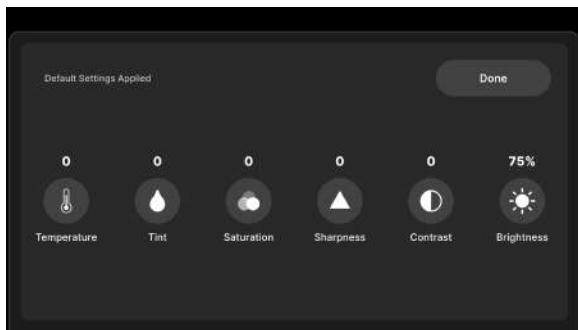 Default Settings Applied
Done
0 0 0 0 0 75%
Temperature Tint Saturation Sharpness Contrast Brightness